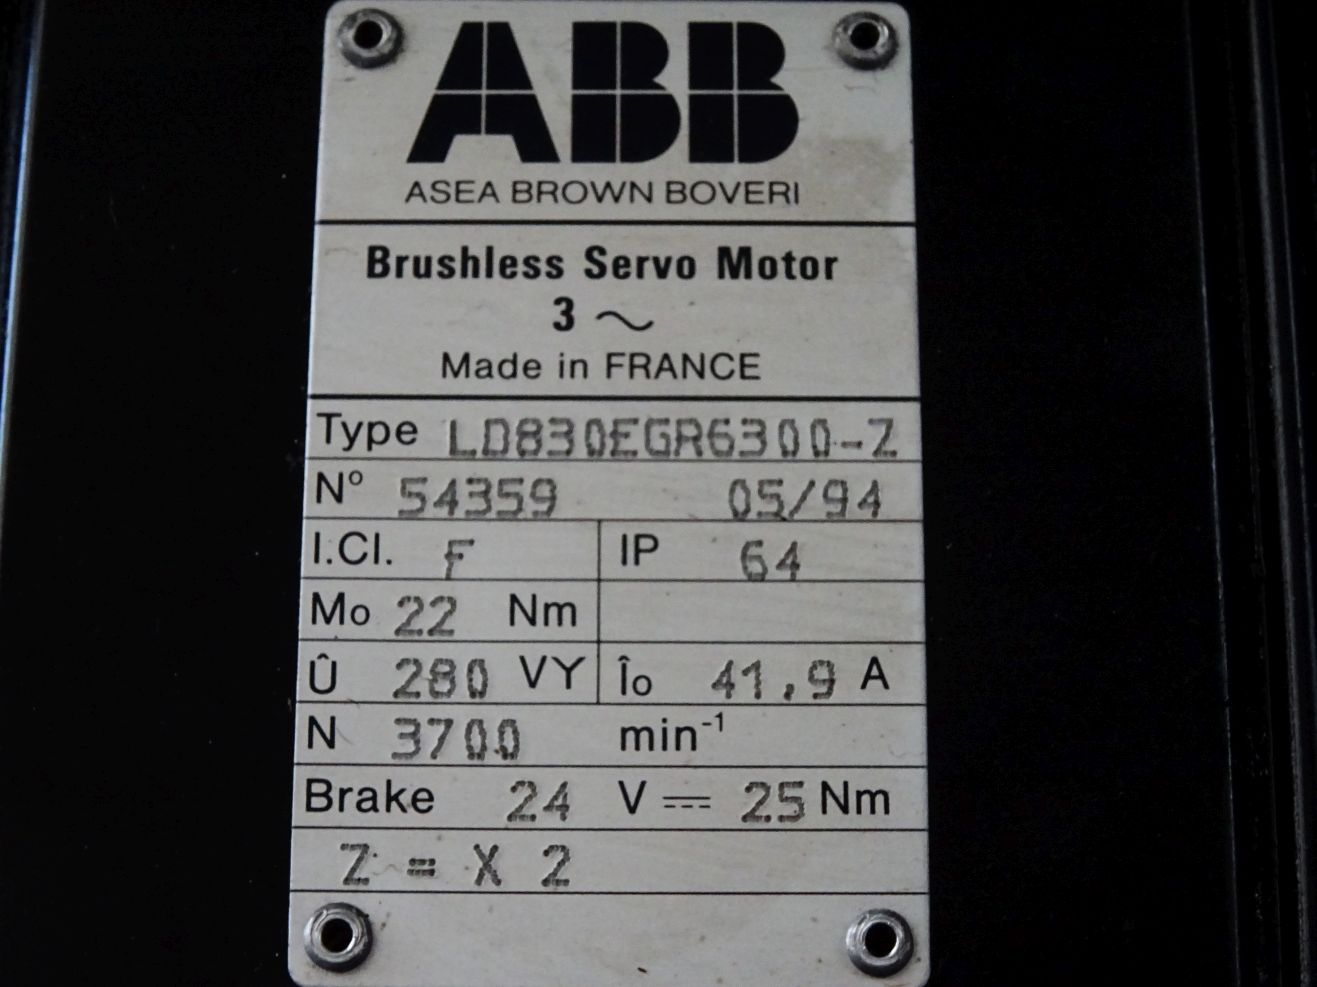 ABB
ASEA BROWN BOVERI
Brushless Servo Motor
3 ~
Made in FRANCE
Type LD830EGR6300-Z
Nº 54359 05/94
I.Cl. F IP 64
Mo 22 Nm
Û 280 VY Îo 41,9 A
N 3700 min⁻¹
Brake 24 V ⎓ 25 Nm
Z = X 2